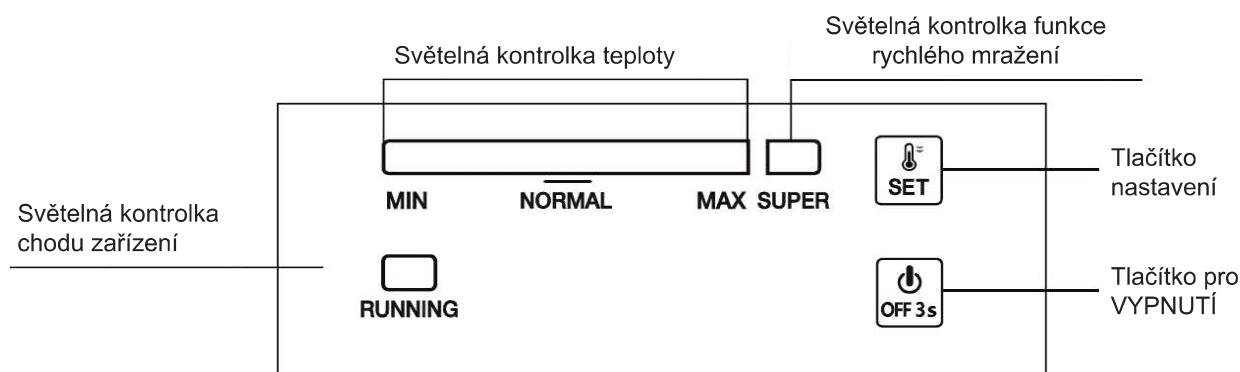 Světelná kontrolka funkce
rychlého mražení
Světelná kontrolka teploty
MIN
NORMAL
MAX
SUPER
SET
Tlačítko
nastavení
Světelná kontrolka
chodu zařízení
RUNNING
OFF 3s
Tlačítko pro
VYPNUTÍ